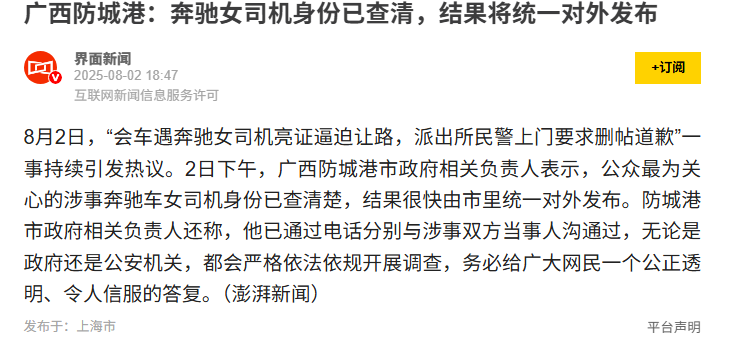 广西防城港：奔驰女司机身份已查清，结果将统一对外发布
界面新闻
2025-08-02 18:47
互联网新闻信息服务许可
+订阅
8月2日，“会车遇奔驰女司机亮证逼迫让路，派出所民警上门要求删帖道歉”一
事持续引发热议。2日下午，广西防城港市政府相关负责人表示，公众最为关
心的涉事奔驰车女司机身份已查清楚，结果很快由市里统一对外发布。防城港
市政府相关负责人还称，他已通过电话分别与涉事双方当事人沟通过，无论是
政府还是公安机关，都会严格依法依规开展调查，务必给广大网民一个公正透
明、令人信服的答复。（澎湃新闻）
发布于：上海市
平台声明